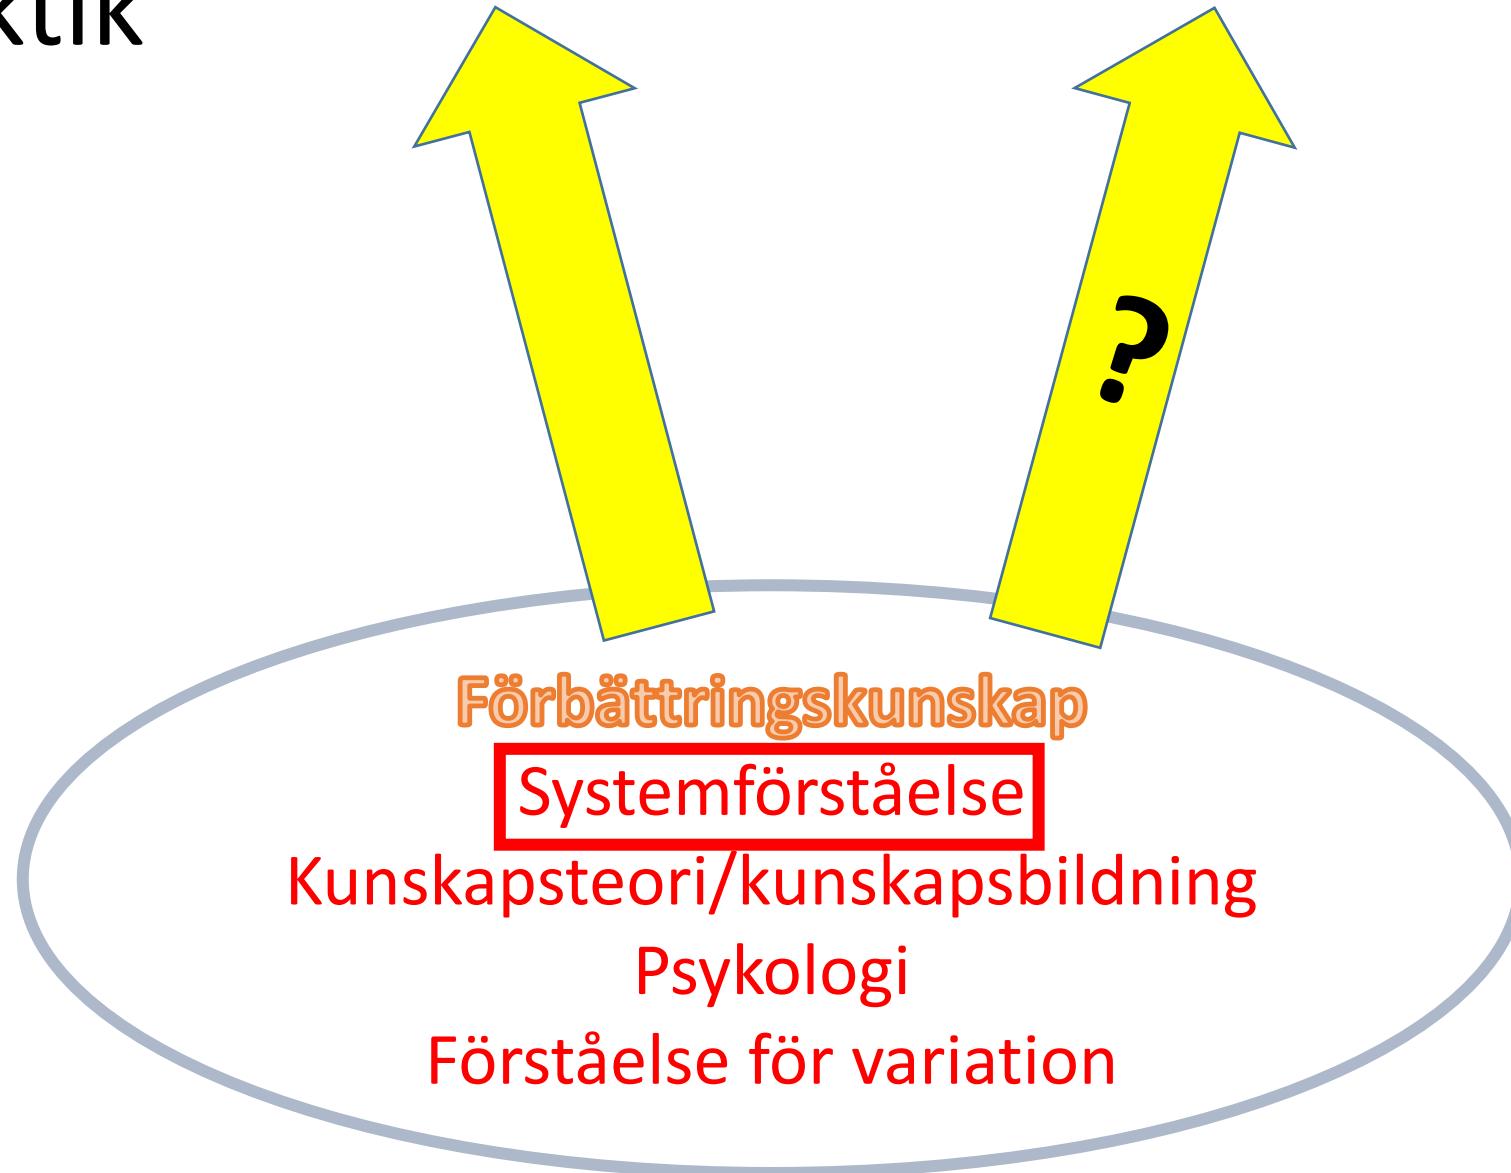 ?
Förbättringskunskap
Systemförståelse
Kunskapsteori/kunskapsbildning
Psykologi
Förståelse för variation